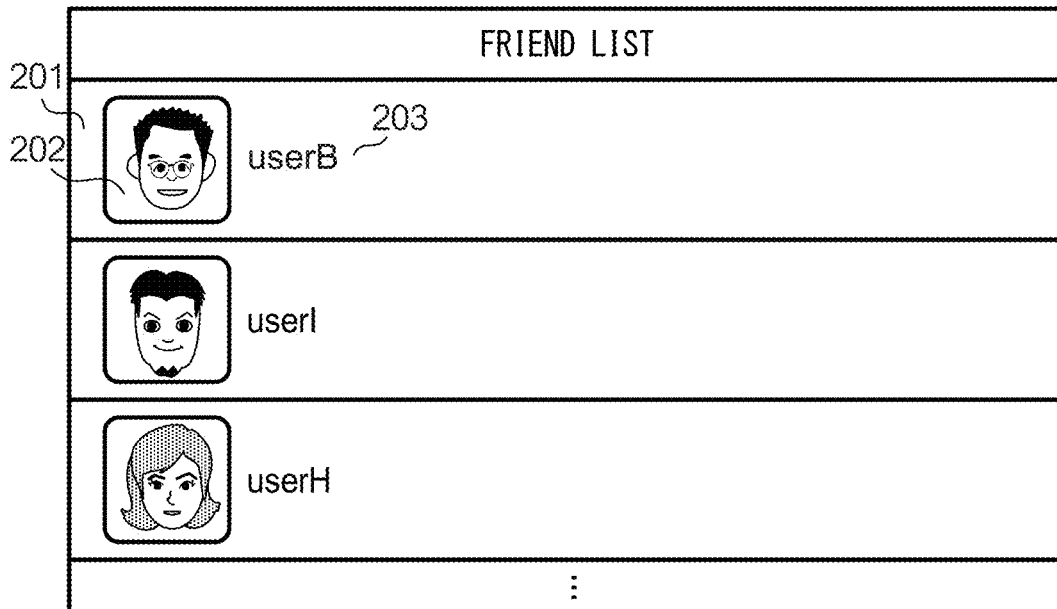 FRIEND LIST
201
202
userB 203
userI
userH
⋮